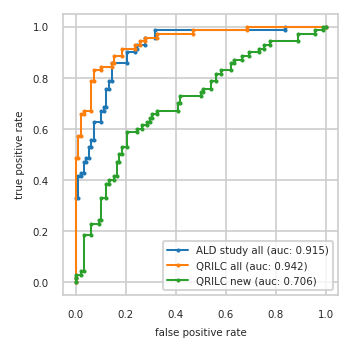 1.0
0.8
0.6
0.4
0.2
0.0
true positive rate
ALD study all (auc: 0.915)
QRILC all (auc: 0.942)
QRILC new (auc: 0.706)
0.0 0.2 0.4 0.6 0.8 1.0
false positive rate